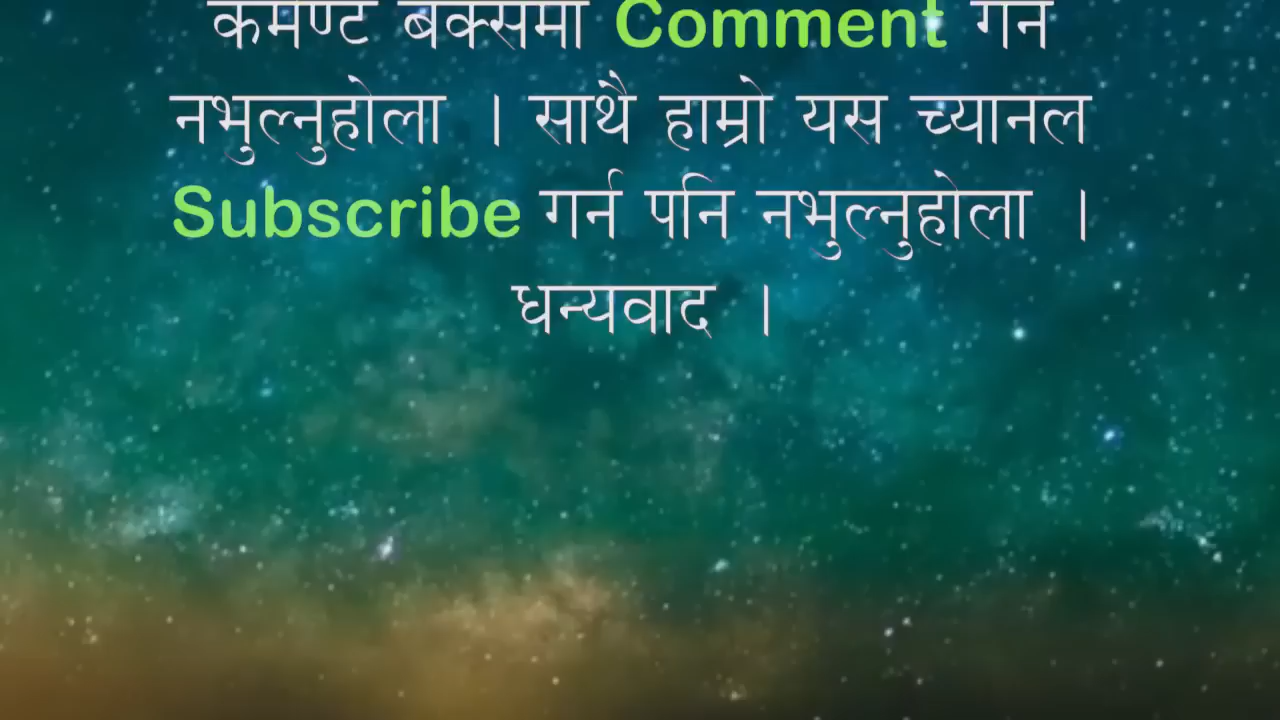 कमेण्ट बक्समा Comment गर्न
नभुल्नुहोला । साथै हाम्रो यस च्यानल
Subscribe गर्न पनि नभुल्नुहोला ।
धन्यवाद ।